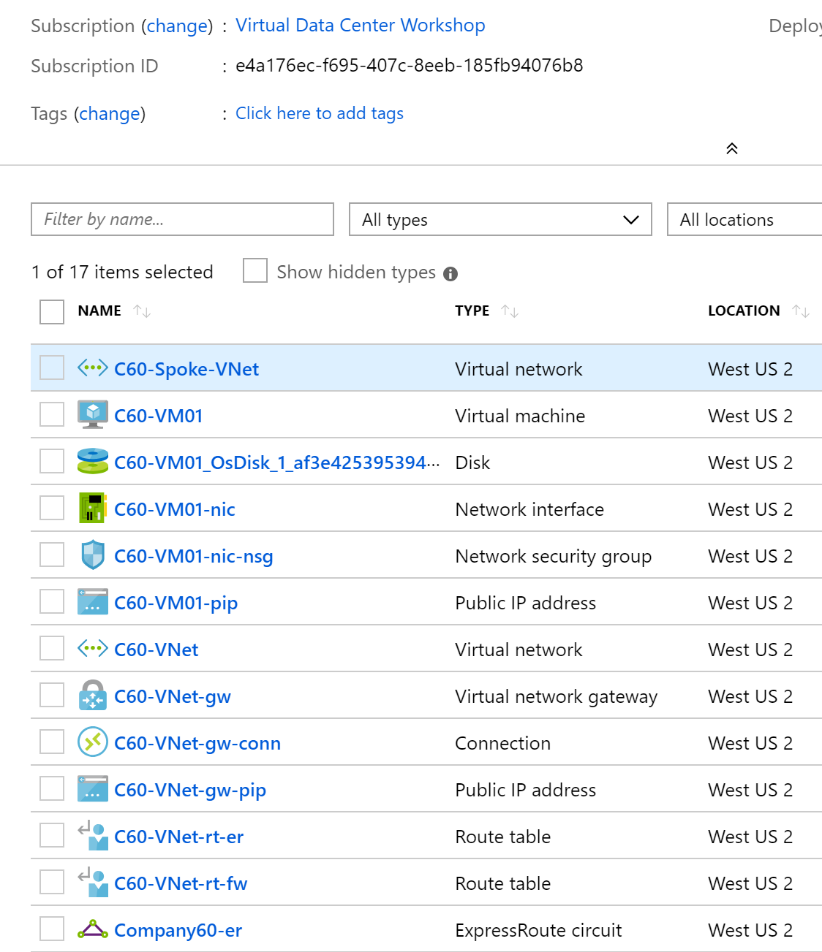 Subscription (change) : Virtual Data Center Workshop Deploy
Subscription ID : e4a176ec-f695-407c-8eeb-185fb94076b8
Tags (change) : Click here to add tags
Filter by name... All types All locations
1 of 17 items selected Show hidden types
NAME TYPE LOCATION
C60-Spoke-VNet Virtual network West US 2
C60-VM01 Virtual machine West US 2
C60-VM01_OsDisk_1_af3e425395394... Disk West US 2
C60-VM01-nic Network interface West US 2
C60-VM01-nic-nsg Network security group West US 2
C60-VM01-pip Public IP address West US 2
C60-VNet Virtual network West US 2
C60-VNet-gw Virtual network gateway West US 2
C60-VNet-gw-conn Connection West US 2
C60-VNet-gw-pip Public IP address West US 2
C60-VNet-rt-er Route table West US 2
C60-VNet-rt-fw Route table West US 2
Company60-er ExpressRoute circuit West US 2